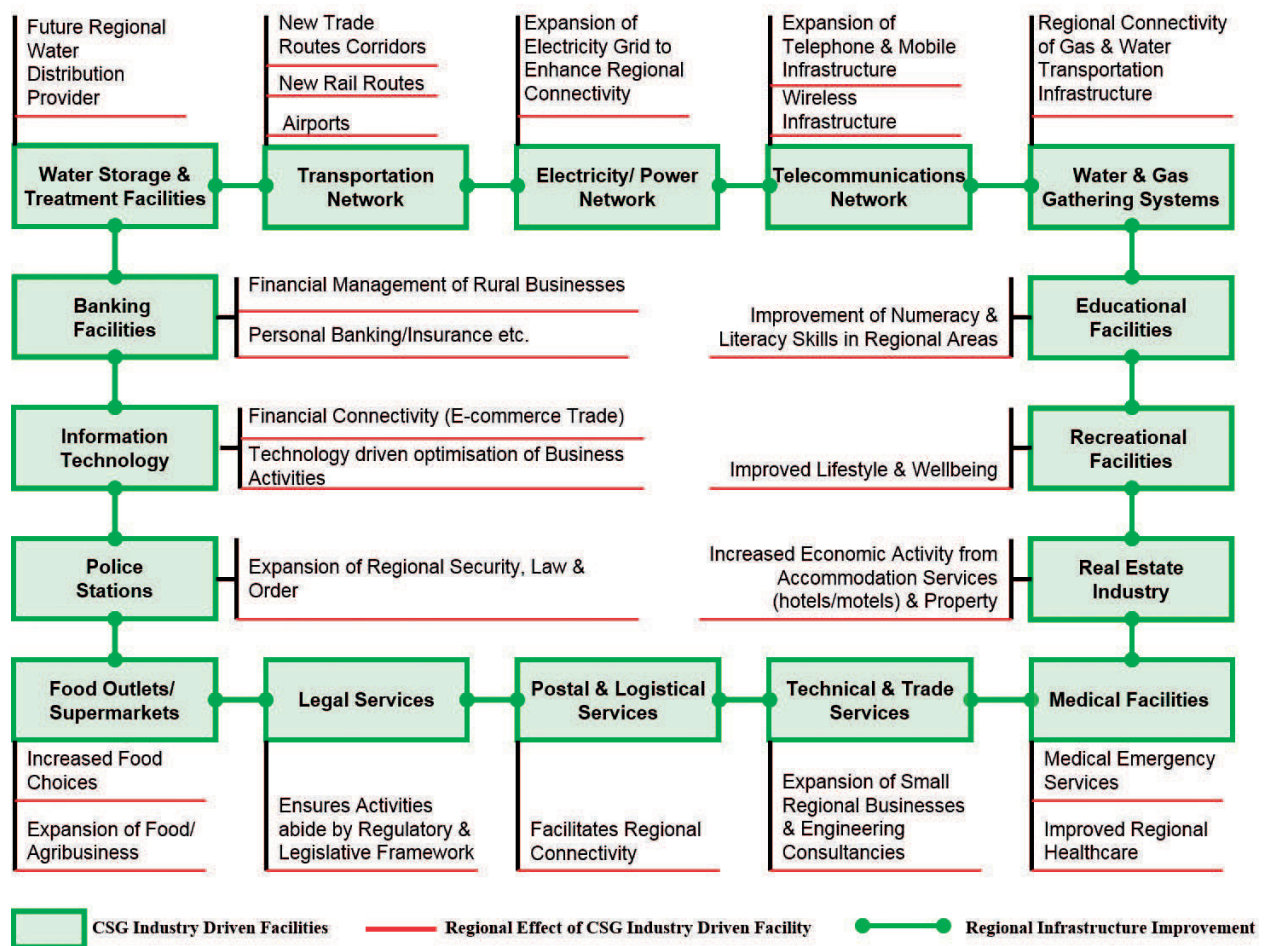 Future Regional
Water
Distribution
Provider
New Trade
Routes Corridors
New Rail Routes
Airports
Expansion of
Electricity Grid to
Enhance Regional
Connectivity
Expansion of
Telephone & Mobile
Infrastructure
Wireless
Infrastructure
Regional Connectivity
of Gas & Water
Transportation
Infrastructure
Water Storage &
Treatment Facilities
Transportation
Network
Electricity/ Power
Network
Telecommunications
Network
Water & Gas
Gathering Systems
Banking
Facilities
Financial Management of Rural Businesses
Personal Banking/Insurance etc.
Improvement of Numeracy &
Literacy Skills in Regional Areas
Educational
Facilities
Information
Technology
Financial Connectivity (E-commerce Trade)
Technology driven optimisation of Business
Activities
Improved Lifestyle & Wellbeing
Recreational
Facilities
Police
Stations
Expansion of Regional Security, Law &
Order
Increased Economic Activity from
Accommodation Services
(hotels/motels) & Property
Real Estate
Industry
Food Outlets/
Supermarkets
Legal Services
Postal & Logistical
Services
Technical & Trade
Services
Medical Facilities
Increased Food
Choices
Expansion of Food/
Agribusiness
Ensures Activities
abide by Regulatory &
Legislative Framework
Facilitates Regional
Connectivity
Expansion of Small
Regional Businesses
& Engineering
Consultancies
Medical Emergency
Services
Improved Regional
Healthcare
CSG Industry Driven Facilities
Regional Effect of CSG Industry Driven Facility
Regional Infrastructure Improvement